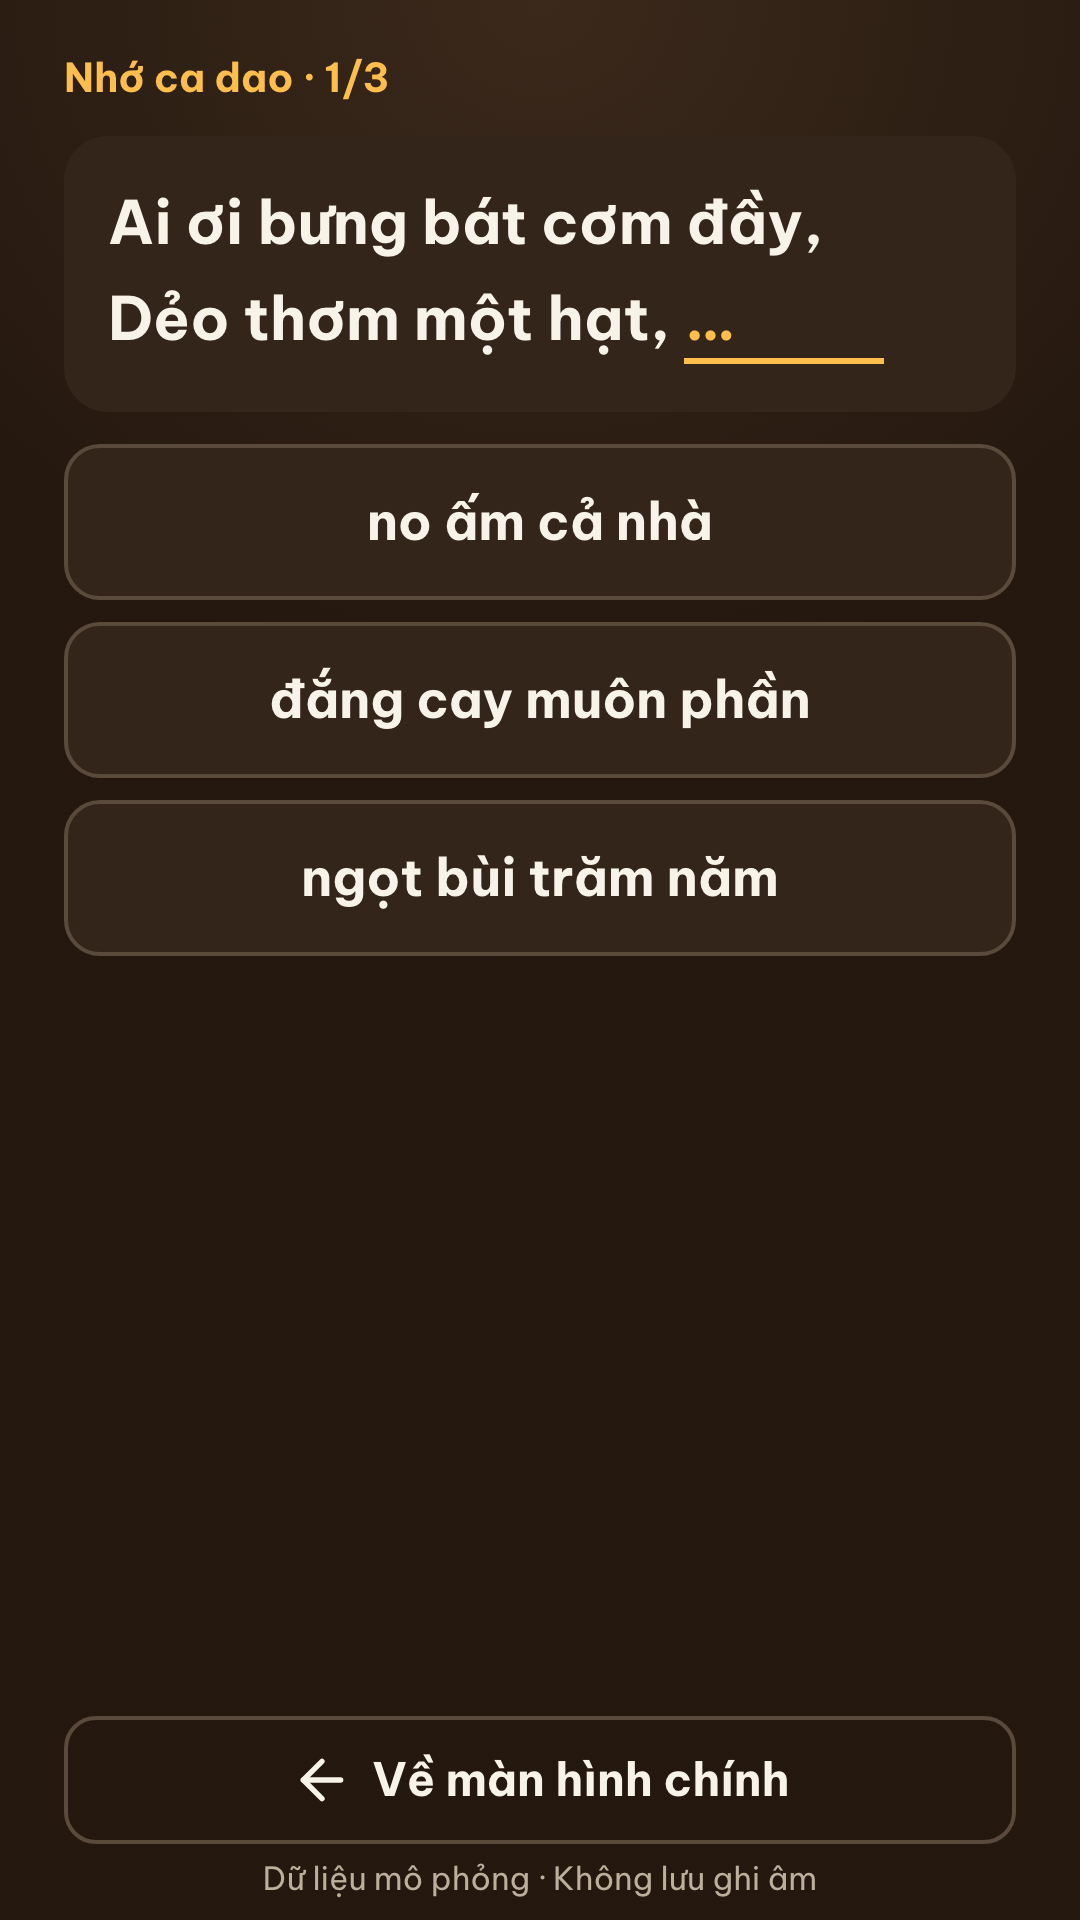 Nhớ ca dao · 1/3
Ai ơi bưng bát cơm đầy,
Dẻo thơm một hạt, ...
no ấm cả nhà
đắng cay muôn phần
ngọt bùi trăm năm
← Về màn hình chính
Dữ liệu mô phỏng · Không lưu ghi âm